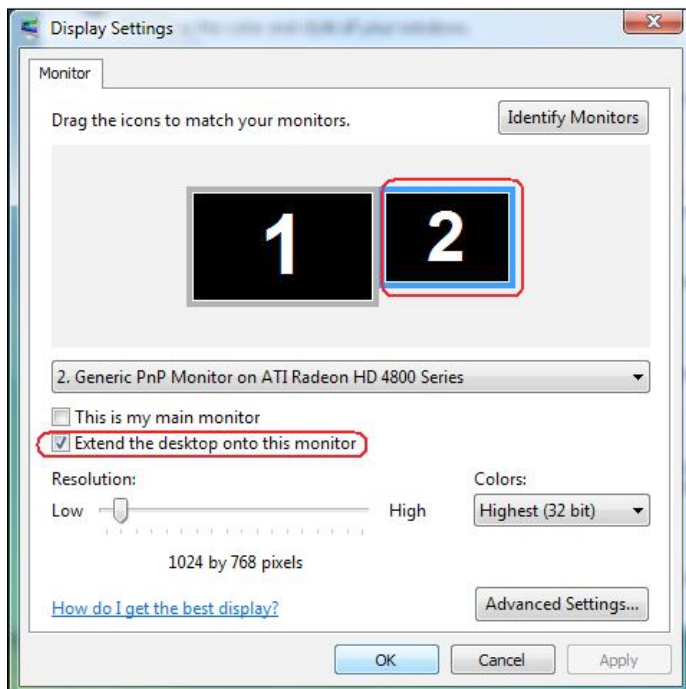 Display Settings
Monitor
Drag the icons to match your monitors.
Identify Monitors
1
2
2. Generic PnP Monitor on ATI Radeon HD 4800 Series
This is my main monitor
Extend the desktop onto this monitor
Resolution:
Colors:
Low
High
Highest (32 bit)
1024 by 768 pixels
How do I get the best display?
Advanced Settings...
OK
Cancel
Apply